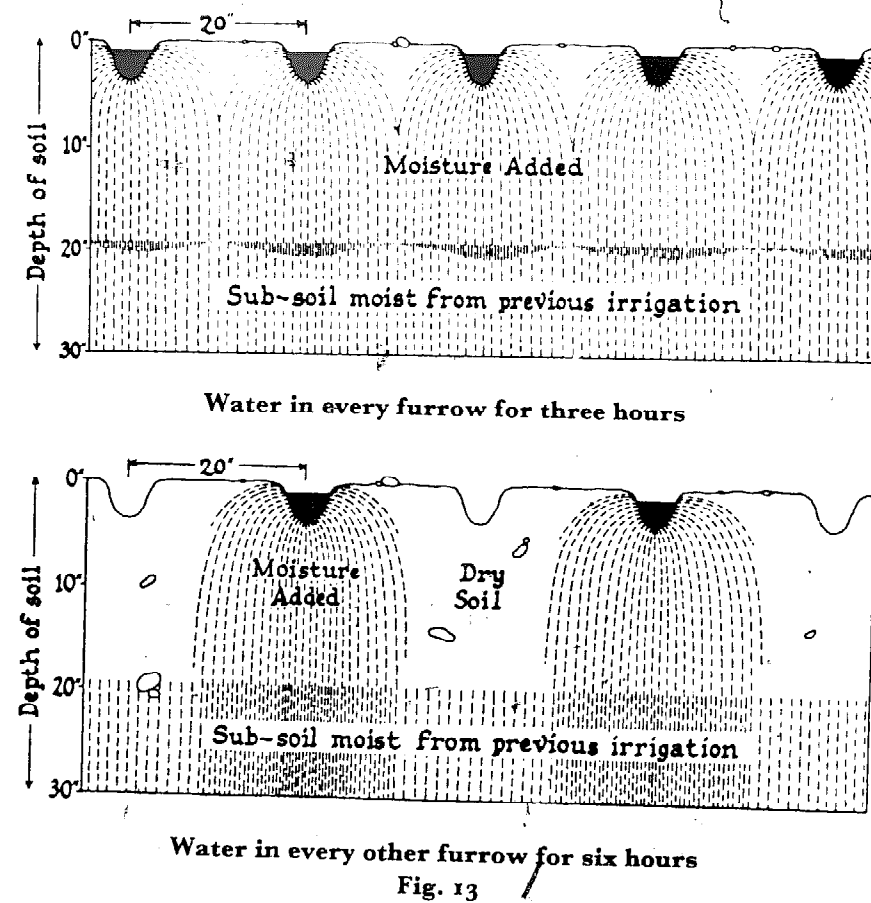 20"
0"
10"
20"
30"
Depth of soil
Moisture Added
Sub-soil moist from previous irrigation
Water in every furrow for three hours
20"
0"
10"
20"
30"
Depth of soil
Moisture
Added
Dry
Soil
Sub-soil moist from previous irrigation
Water in every other furrow for six hours
Fig. 13